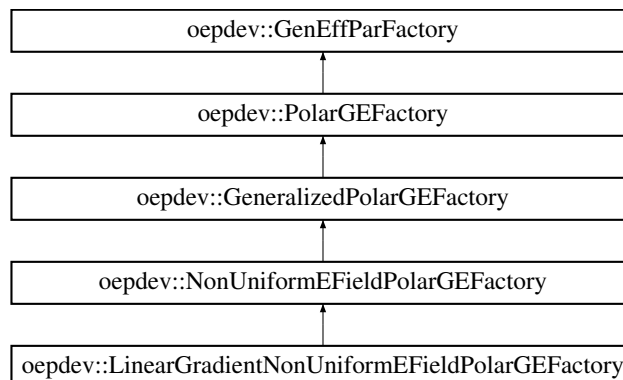 oepdev::GenEffParFactory
oepdev::PolarGEFactory
oepdev::GeneralizedPolarGEFactory
oepdev::NonUniformEFieldPolarGEFactory
oepdev::LinearGradientNonUniformEFieldPolarGEFactory